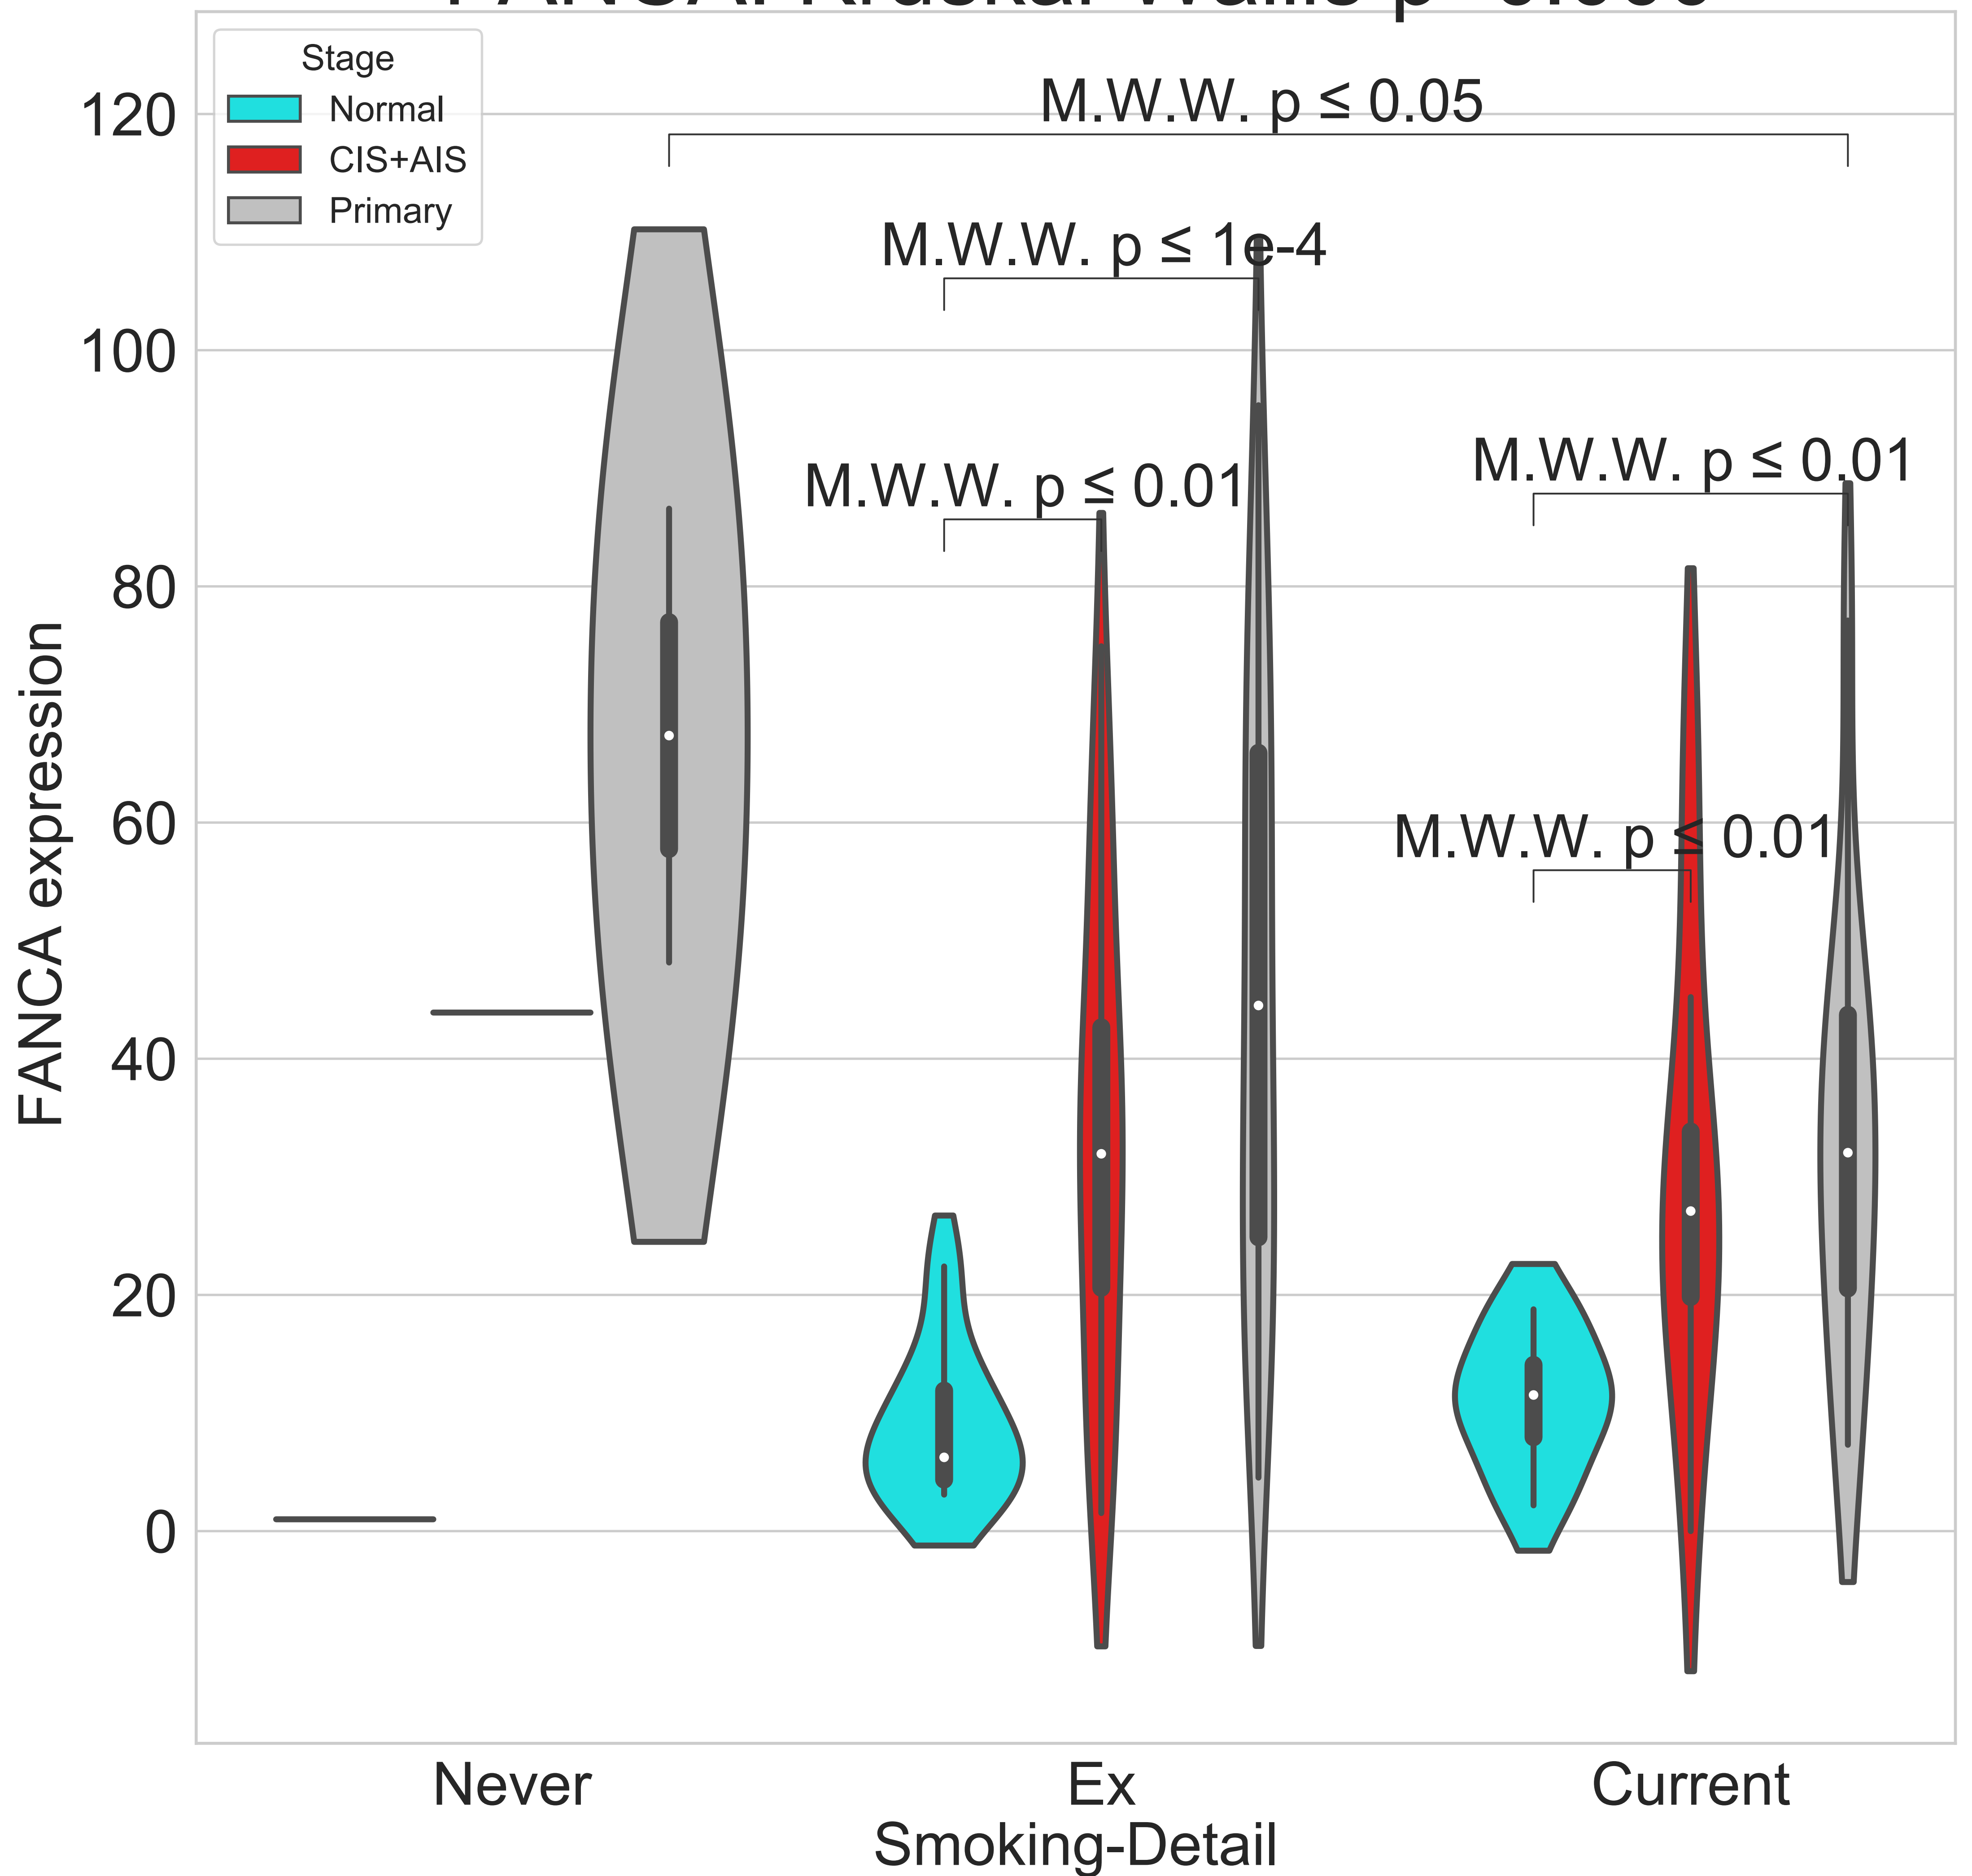 Stage
Normal
CIS+AIS
Primary
M.W.W. p ≤ 0.05
M.W.W. p ≤ 1e-4
M.W.W. p ≤ 0.01
M.W.W. p ≤ 0.01
M.W.W. p ≤ 0.01
120
100
80
60
40
20
0
FANCA expression
Never
Ex
Current
Smoking-Detail